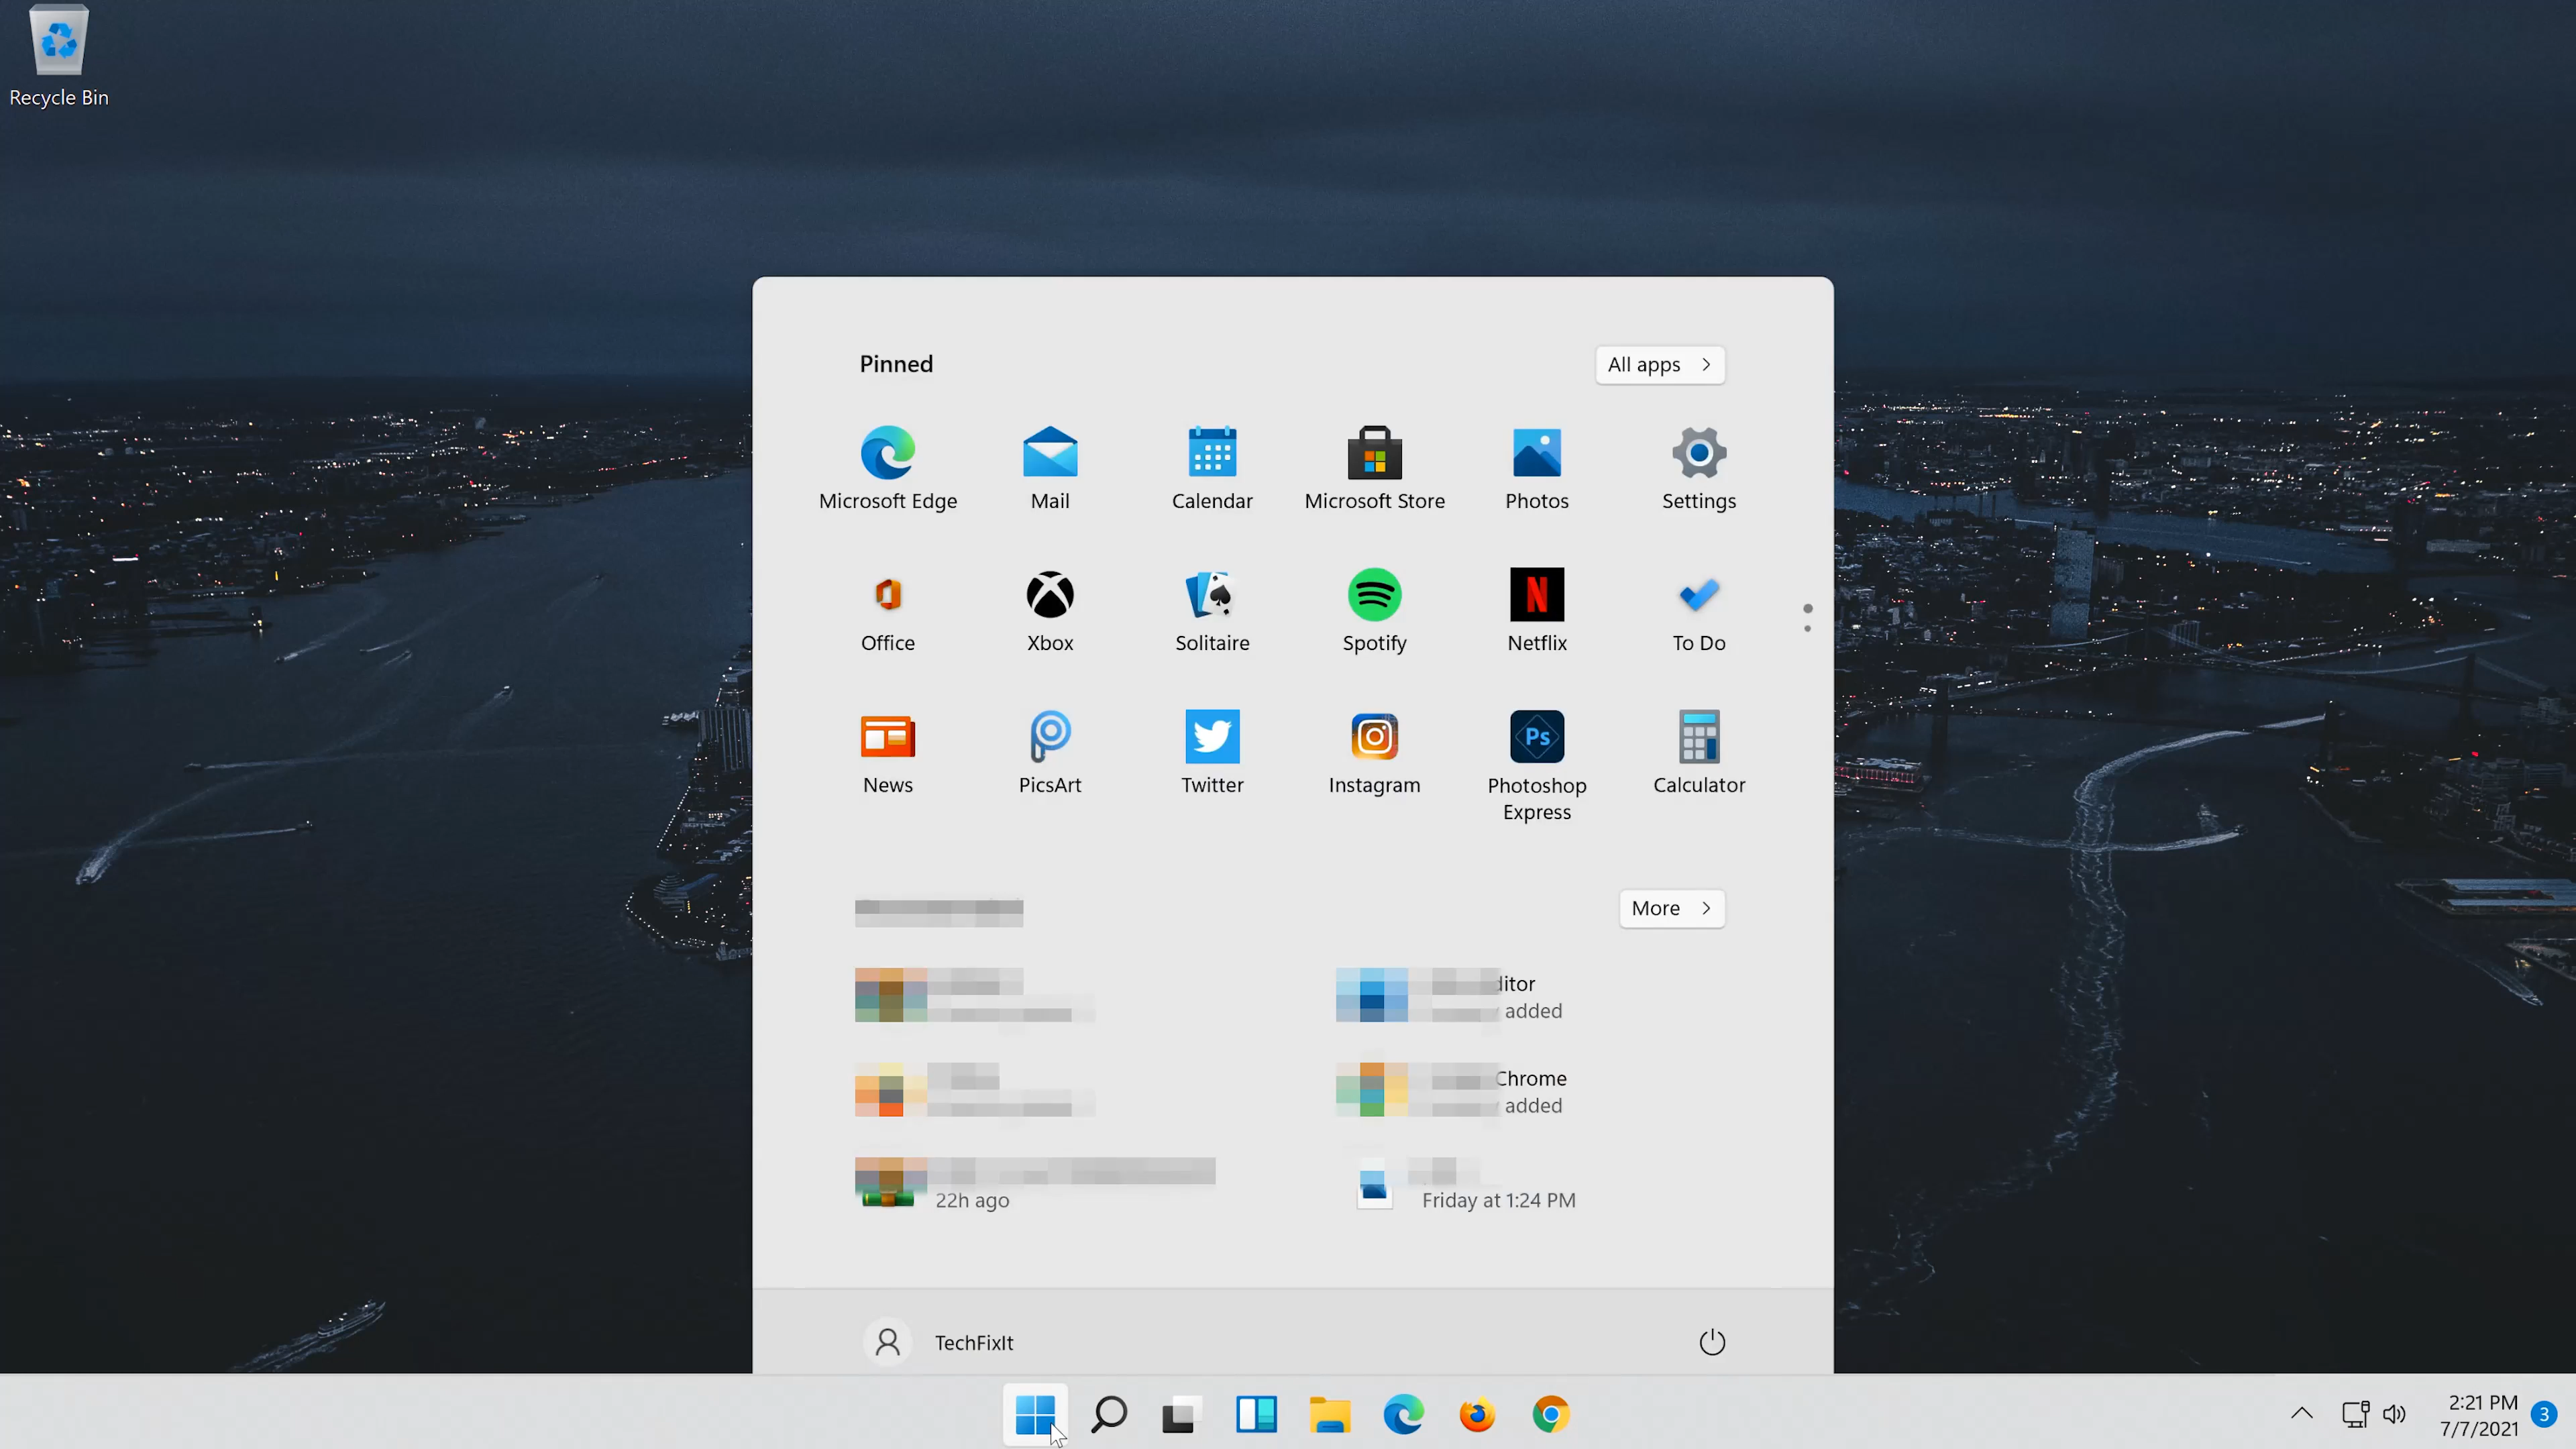 Recycle Bin
Pinned
All apps
Microsoft Edge
Mail
Calendar
Microsoft Store
Photos
Settings
Office
Xbox
Solitaire
Spotify
Netflix
To Do
News
PicsArt
Twitter
Instagram
Ps
Photoshop
Express
Calculator
More
added
Chrome
added
22h ago
Friday at 1:24 PM
TechFixIt
2:21 PM
7/7/2021
3